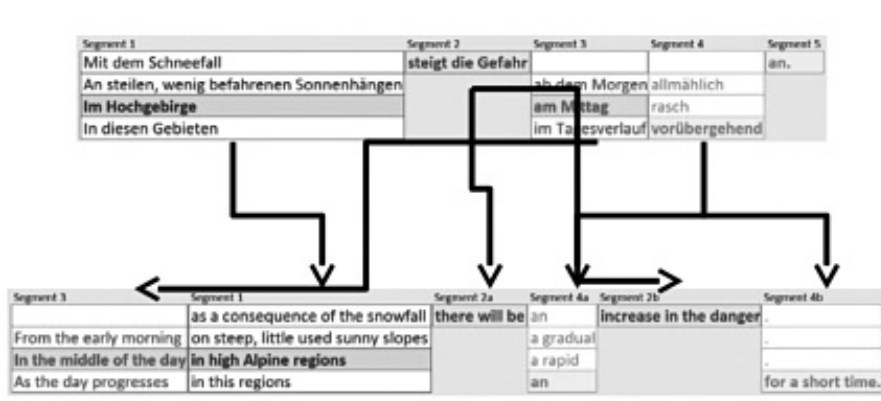 Segment 1 Segment 2 Segment 3 Segment 4 Segment 5
Mit dem Schneefall steigt die Gefahr an.
An steilen, wenig befahrenen Sonnenhängen ab dem Morgen allmählich
Im Hochgebirge am Mittag rasch
In diesen Gebieten im Tagesverlauf vorübergehend
Segment 3 Segment 1 Segment 2a Segment 4a Segment 2b Segment 4b
as a consequence of the snowfall there will be an increase in the danger .
From the early morning on steep, little used sunny slopes a gradual .
In the middle of the day in high Alpine regions a rapid .
As the day progresses in this regions an for a short time.